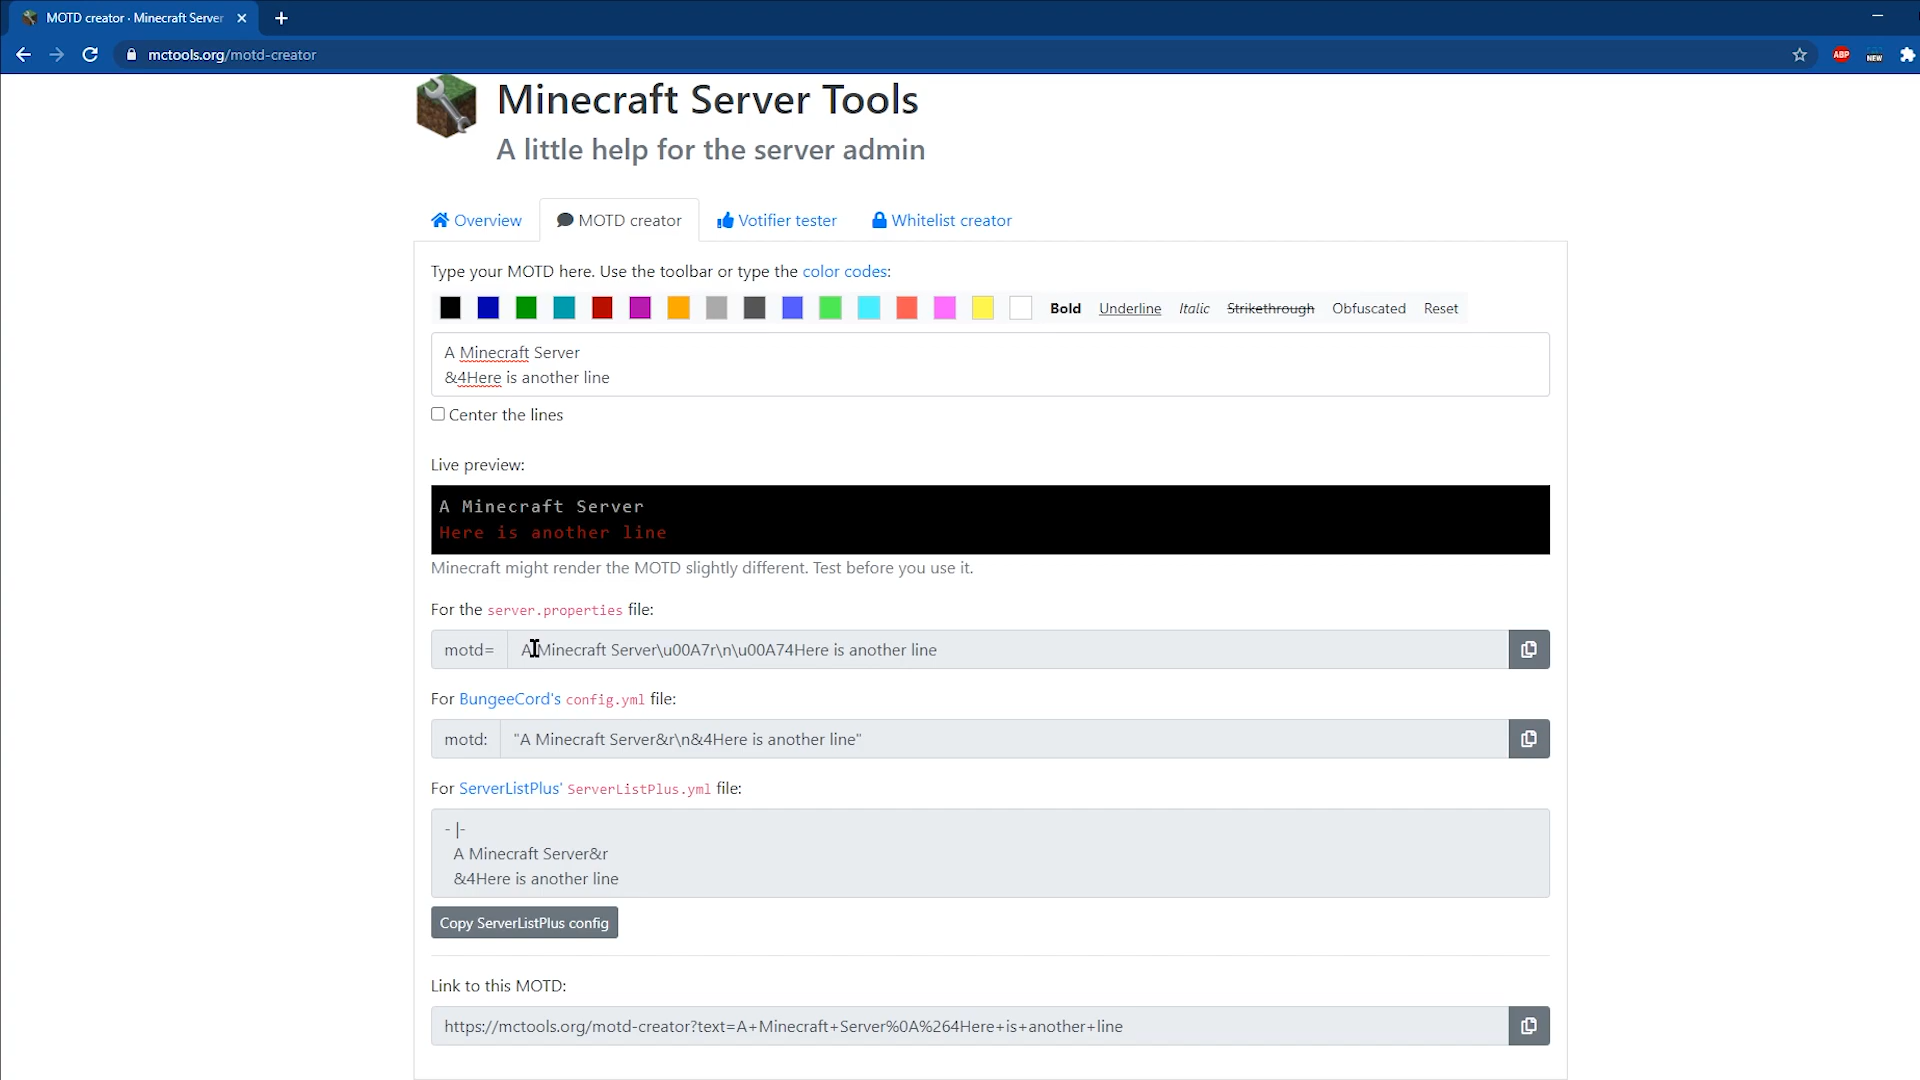 MOTD creator · Minecraft Server
mctools.org/motd-creator
ABP
NEW
Minecraft Server Tools
A little help for the server admin
Overview
MOTD creator
Votifier tester
Whitelist creator
Type your MOTD here. Use the toolbar or type the color codes:
Bold Underline Italic Strikethrough Obfuscated Reset
A Minecraft Server
&4Here is another line
Center the lines
Live preview:
A Minecraft Server
Here is another line
Minecraft might render the MOTD slightly different. Test before you use it.
For the server.properties file:
motd= A Minecraft Server\u00A7r\n\u00A74Here is another line
For BungeeCord's config.yml file:
motd: "A Minecraft Server&r\n&4Here is another line"
For ServerListPlus' ServerListPlus.yml file:
- |-
A Minecraft Server&r
&4Here is another line
Copy ServerListPlus config
Link to this MOTD:
https://mctools.org/motd-creator?text=A+Minecraft+Server%0A%264Here+is+another+line